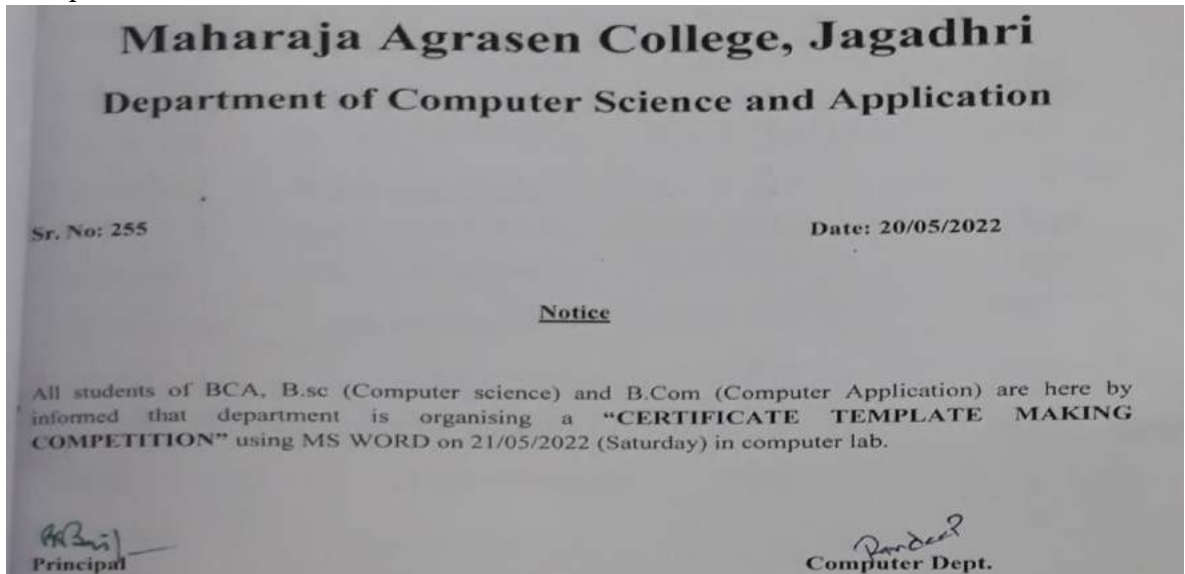 Maharaja Agrasen College, Jagadhri
Department of Computer Science and Application
Sr. No: 255
Date: 20/05/2022
Notice
All students of BCA, B.sc (Computer science) and B.Com (Computer Application) are here by
informed that department is organising a “CERTIFICATE TEMPLATE MAKING
COMPETITION” using MS WORD on 21/05/2022 (Saturday) in computer lab.
Principal
Computer Dept.